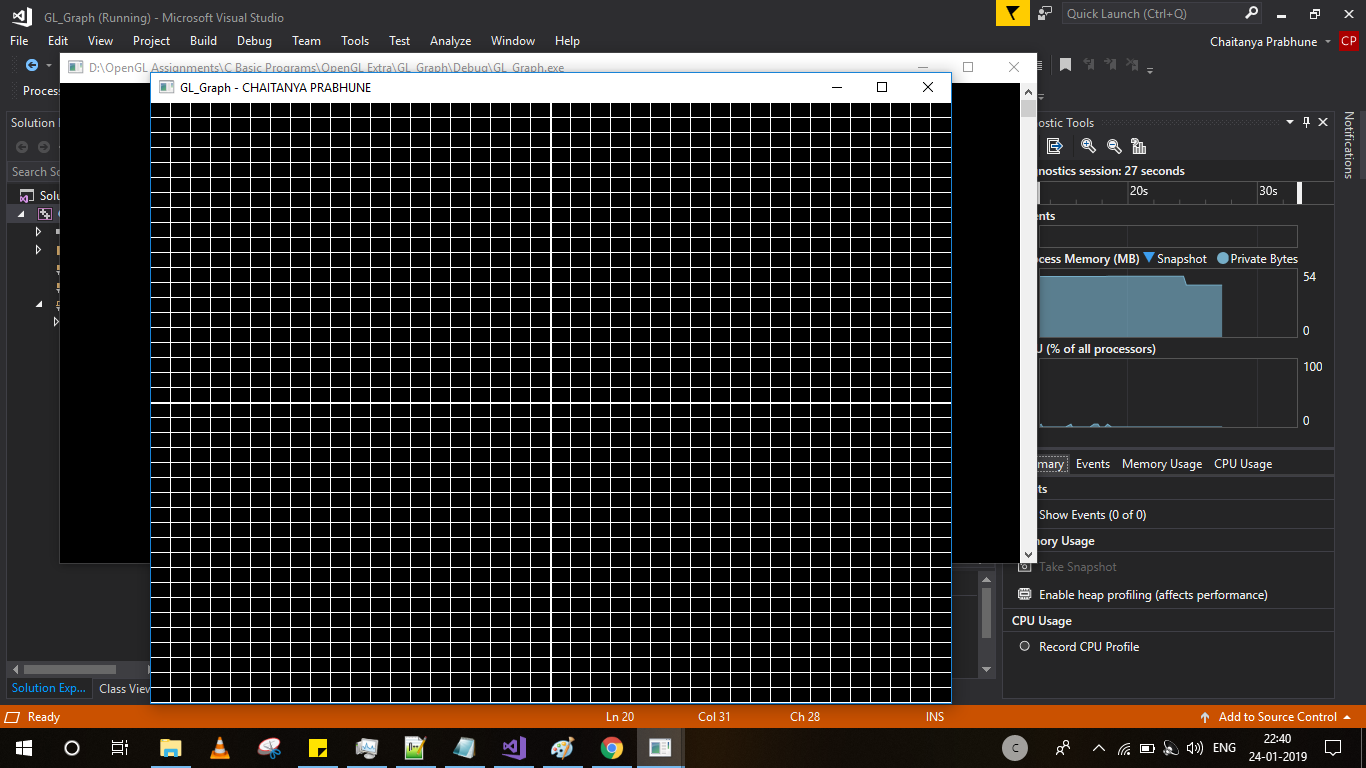 GL_Graph (Running) - Microsoft Visual Studio
Quick Launch (Ctrl+Q)
File Edit View Project Build Debug Team Tools Test Analyze Window Help
Chaitanya Prabhune CP
D:\OpenGL Assignments\C Basic Programs\OpenGL Extra\GL_Graph\Debug\GL_Graph.exe
GL_Graph - CHAITANYA PRABHUNE
Proces
Solution
ostic Tools
Notifications
Search So
nostics session: 27 seconds
Solu
20s 30s
ents
cess Memory (MB) Snapshot Private Bytes
54
0
U (% of all processors)
100
0
mary Events Memory Usage CPU Usage
ts
Show Events (0 of 0)
ory Usage
Take Snapshot
Enable heap profiling (affects performance)
CPU Usage
Record CPU Profile
Solution Exp... Class View
Ready Ln 20 Col 31 Ch 28 INS Add to Source Control
C ENG 22:40
24-01-2019